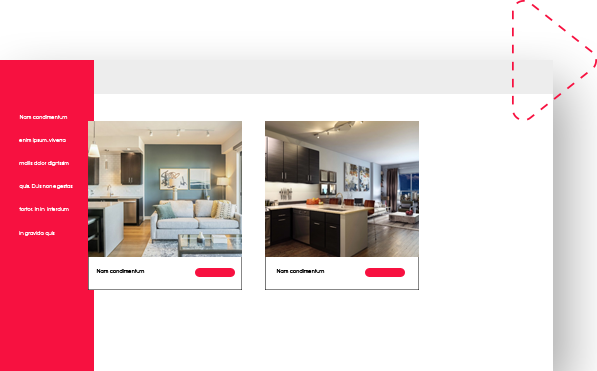 Nam condimentum
enim ipsum, viverra
mollis dolor dignissim
quis. Duis non egestas
tortor. In in interdum
in gravida quis
Nam condimentum
Nam condimentum